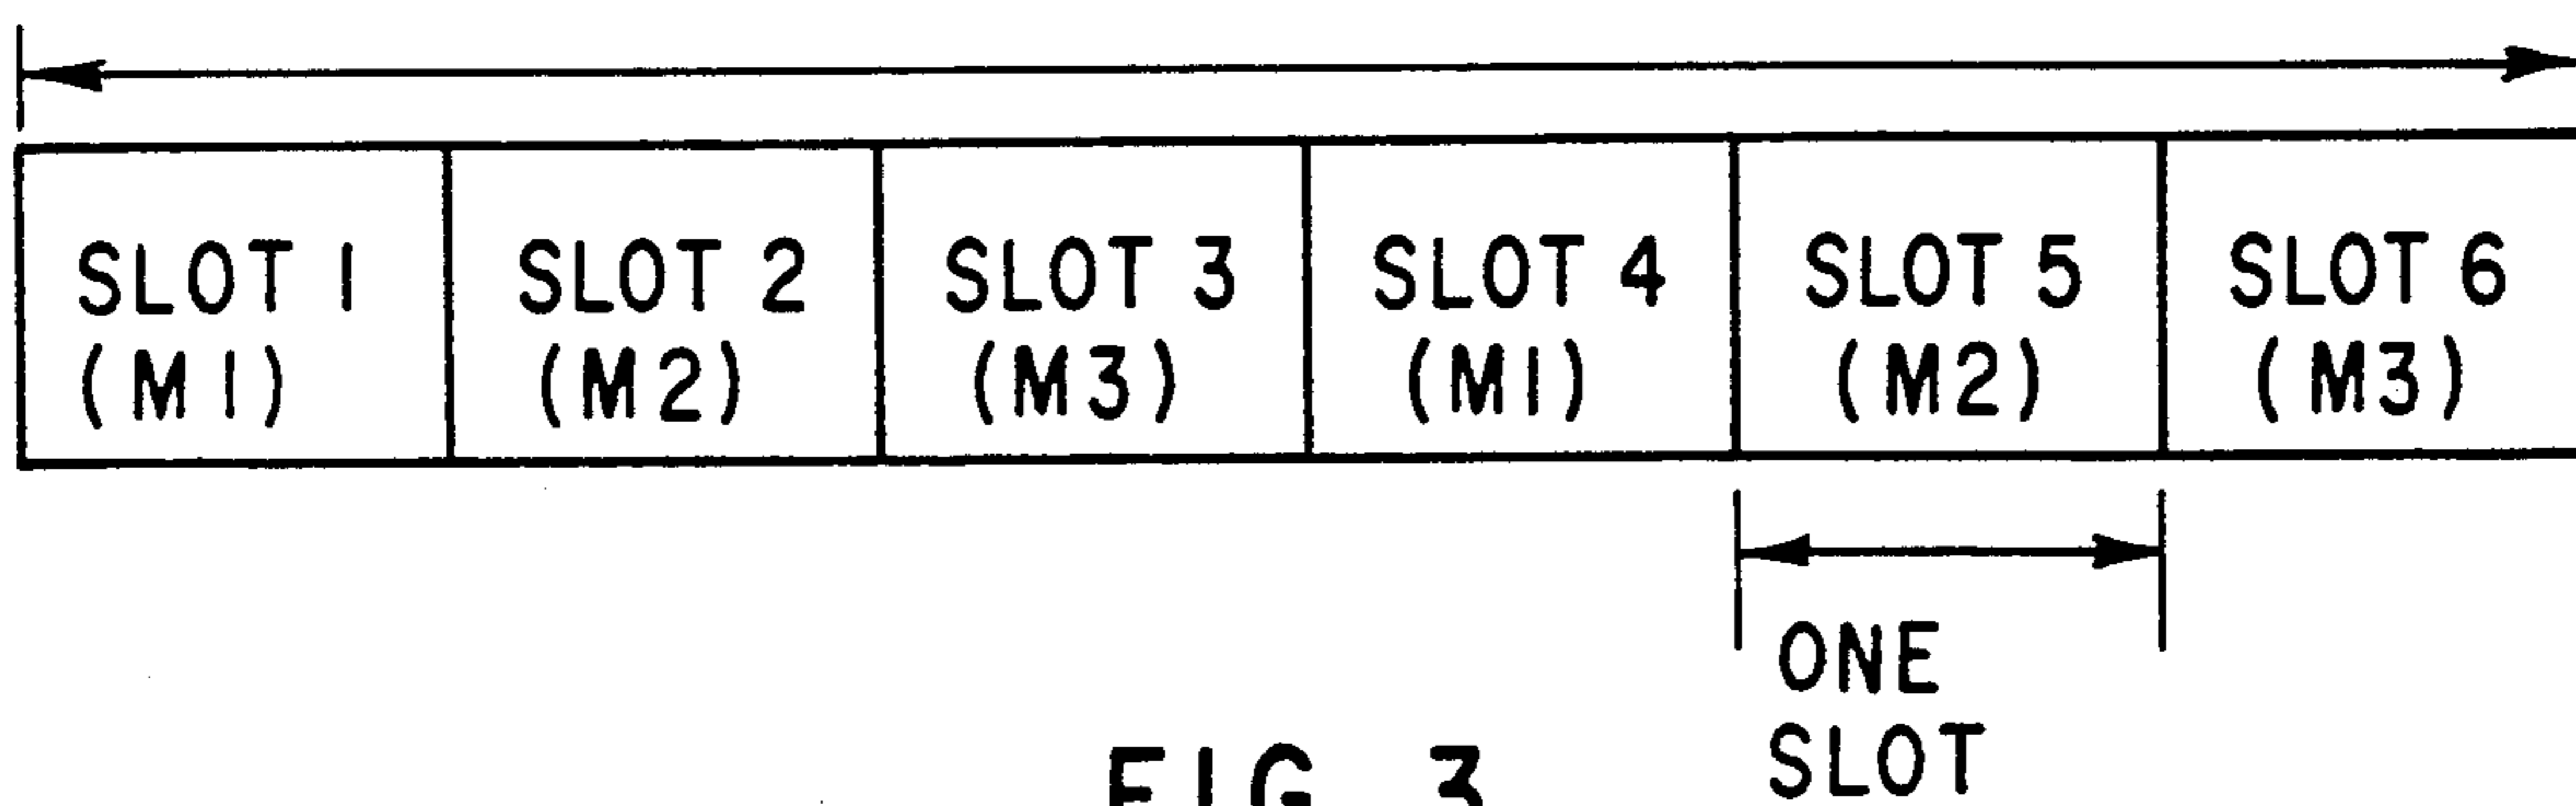 SLOT 1 SLOT 2 SLOT 3 SLOT 4 SLOT 5 SLOT 6
(M1) (M2) (M3) (M1) (M2) (M3)
ONE
SLOT
FIG. 3